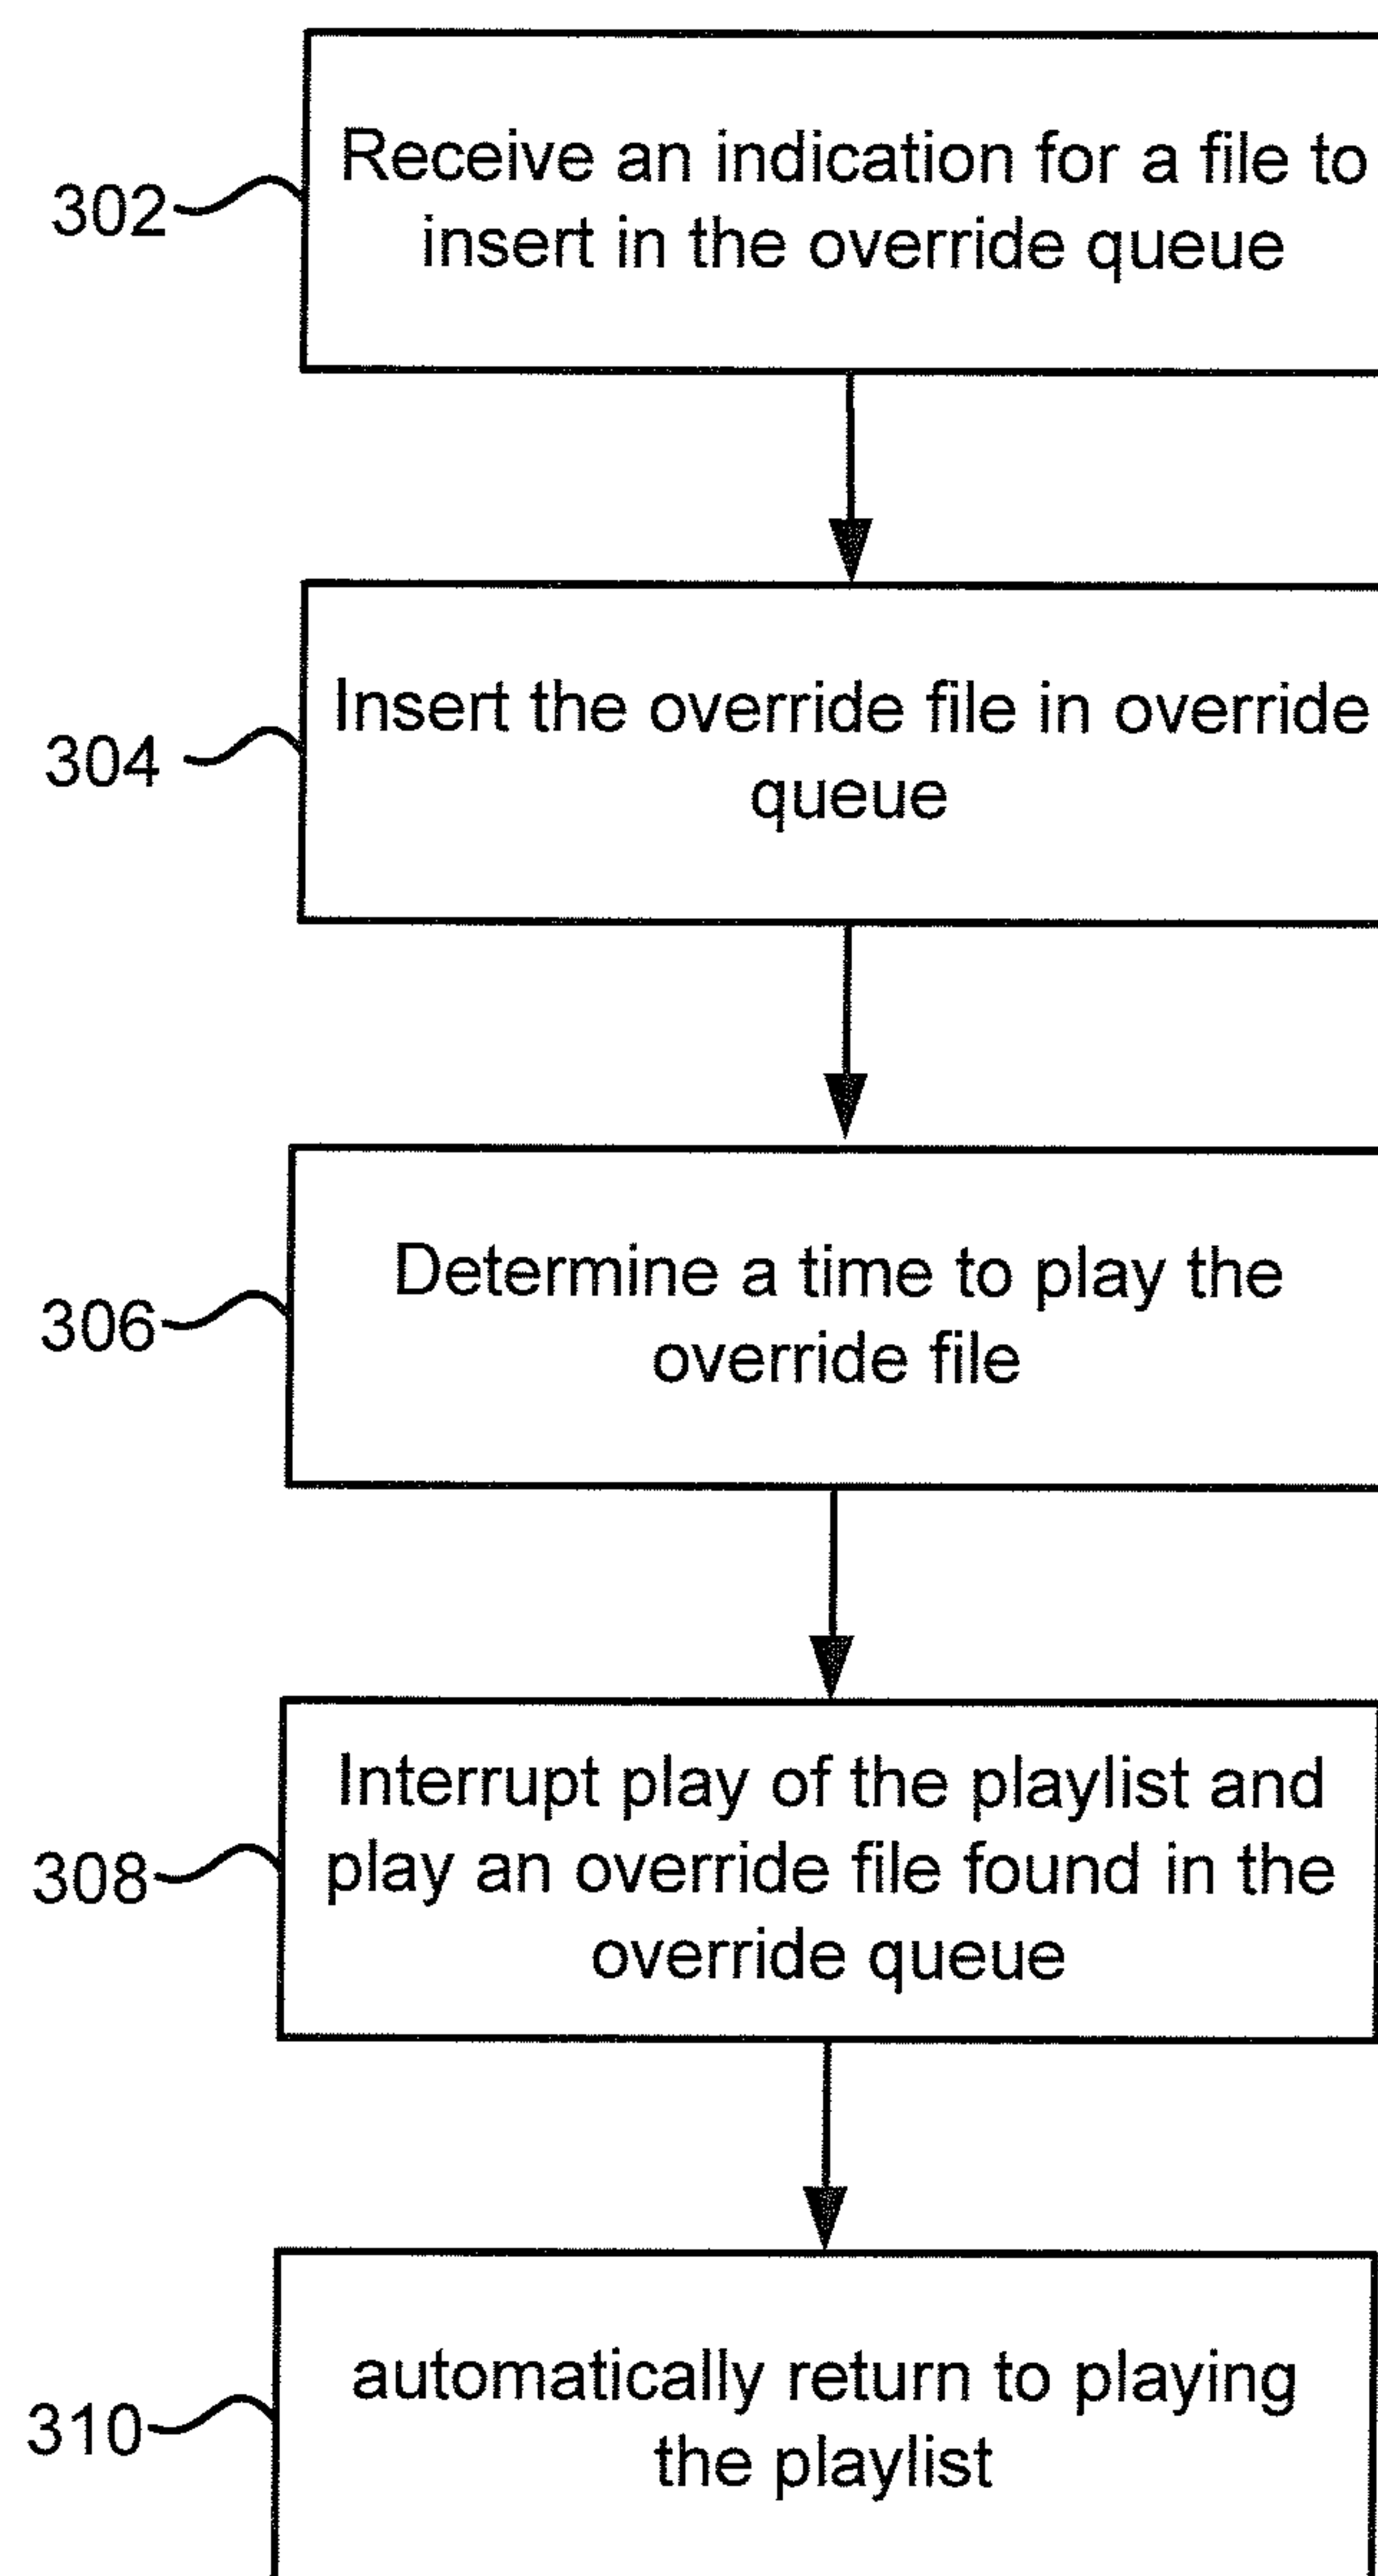 302
Receive an indication for a file to
insert in the override queue
304
Insert the override file in override
queue
306
Determine a time to play the
override file
308
Interrupt play of the playlist and
play an override file found in the
override queue
310
automatically return to playing
the playlist